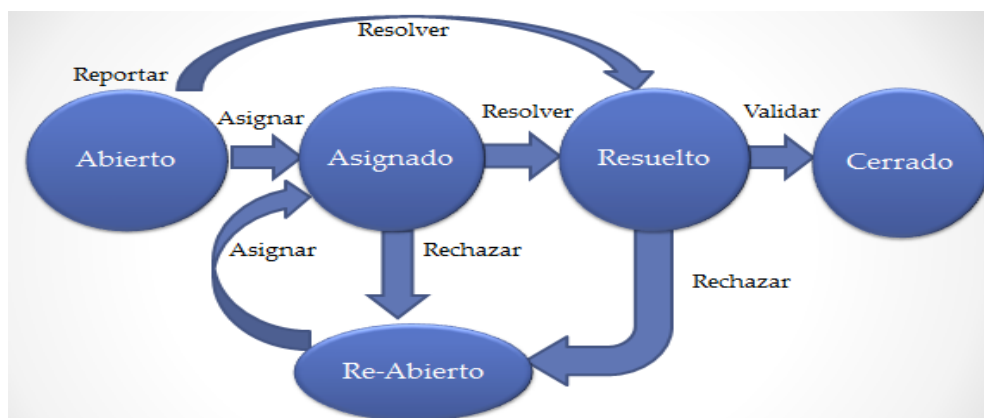 Resolver
Reportar
Asignar
Resolver
Validar
Abierto
Asignado
Resuelto
Cerrado
Asignar
Rechazar
Rechazar
Re-Abierto